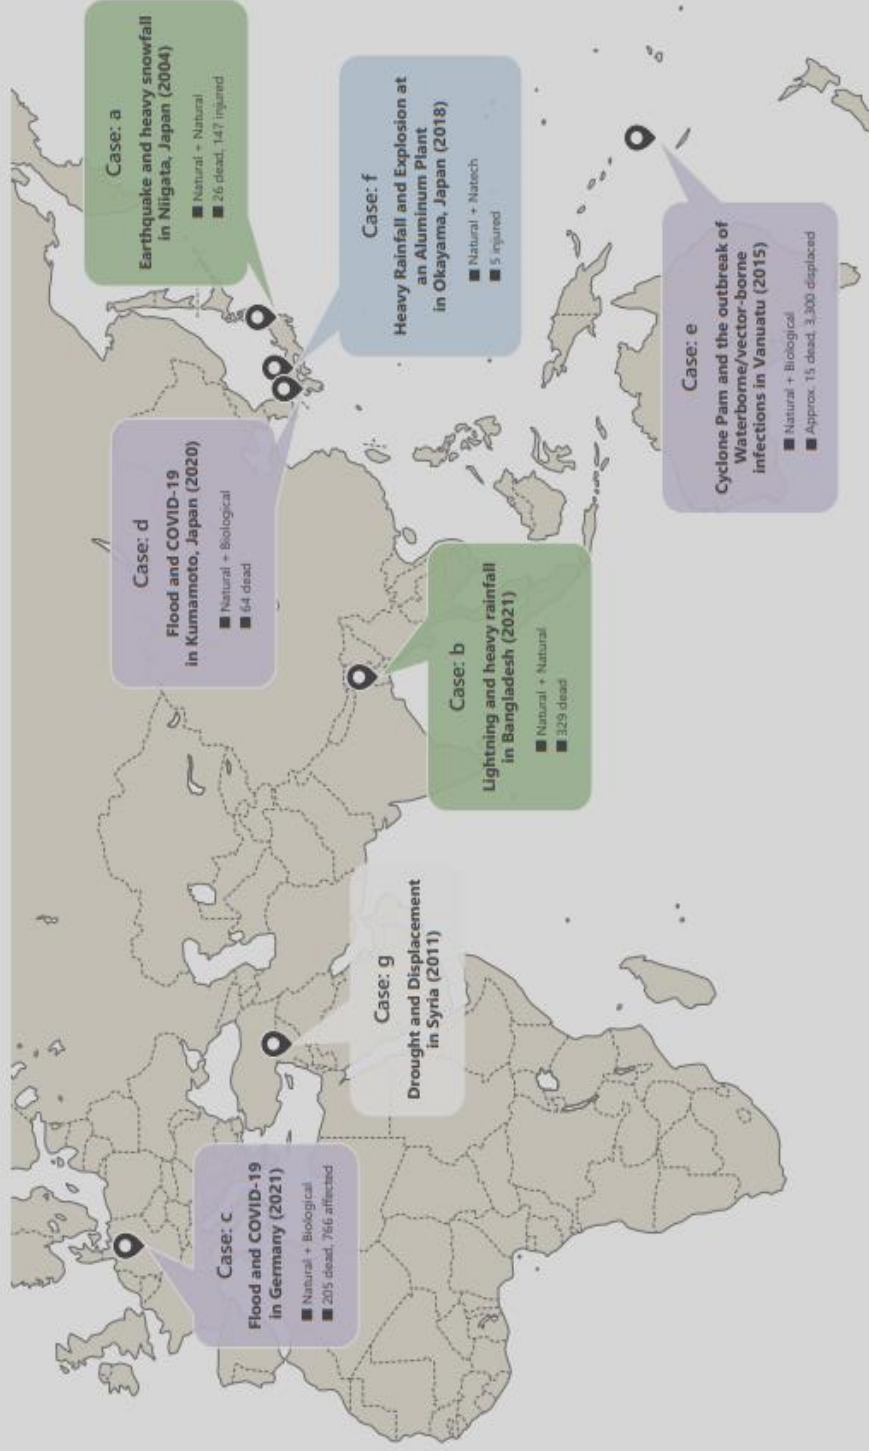 Case: a
Earthquake and heavy snowfall
in Niigata, Japan (2004)
■ Natural + Natural
■ 26 dead, 147 injured
Case: f
Heavy Rainfall and Explosion at
an Aluminum Plant
in Okayama, Japan (2018)
■ Natural + Natech
■ 5 injured
Case: d
Flood and COVID-19
in Kumamoto, Japan (2020)
■ Natural + Biological
■ 64 dead
Case: e
Cyclone Pam and the outbreak of
Waterborne/vector-borne
infections in Vanuatu (2015)
■ Natural + Biological
■ Approx. 15 dead, 3,300 displaced
Case: b
Lightning and heavy rainfall
in Bangladesh (2021)
■ Natural + Natural
■ 329 dead
Case: g
Drought and Displacement
in Syria (2011)
Case: c
Flood and COVID-19
in Germany (2021)
■ Natural + Biological
■ 205 dead, 766 affected